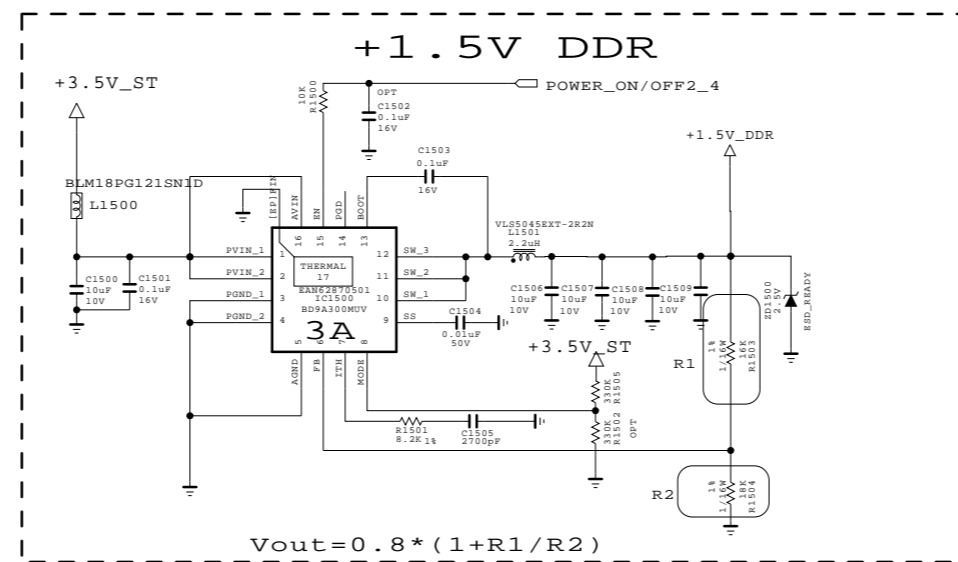 +1.5V DDR
+3.5V_ST
10K
R1500
OPT
C1502
0.1uF
16V
POWER_ON/OFF2_4
+1.5V_DDR
C1503
0.1uF
16V
BLM18PG121SN1D
L1500
[EP]FIN
AVIN
EN
PGD
BOOT
16
15
14
13
VLS5045EXT-2R2N
L1501
2.2uH
PVIN_1
1
12
SW_3
PVIN_2
2
11
SW_2
PGND_1
3
10
SW_1
PGND_2
4
9
SS
THERMAL
17
EAN62870501
IC1500
BD9A300MUV
3A
C1500
10uF
10V
C1501
0.1uF
16V
C1504
0.01uF
50V
C1506
10uF
10V
C1507
10uF
10V
C1508
10uF
10V
C1509
10uF
10V
ZD1500
2.5V
ESD_READY
5
6
7
8
AGND
FB
ITH
MODE
+3.5V_ST
330K
R1505
330K
R1502
OPT
R1501
8.2K
1%
C1505
2700pF
R1
1%
1/16W
16K
R1503
R2
1%
1/16W
18K
R1504
Vout=0.8*(1+R1/R2)